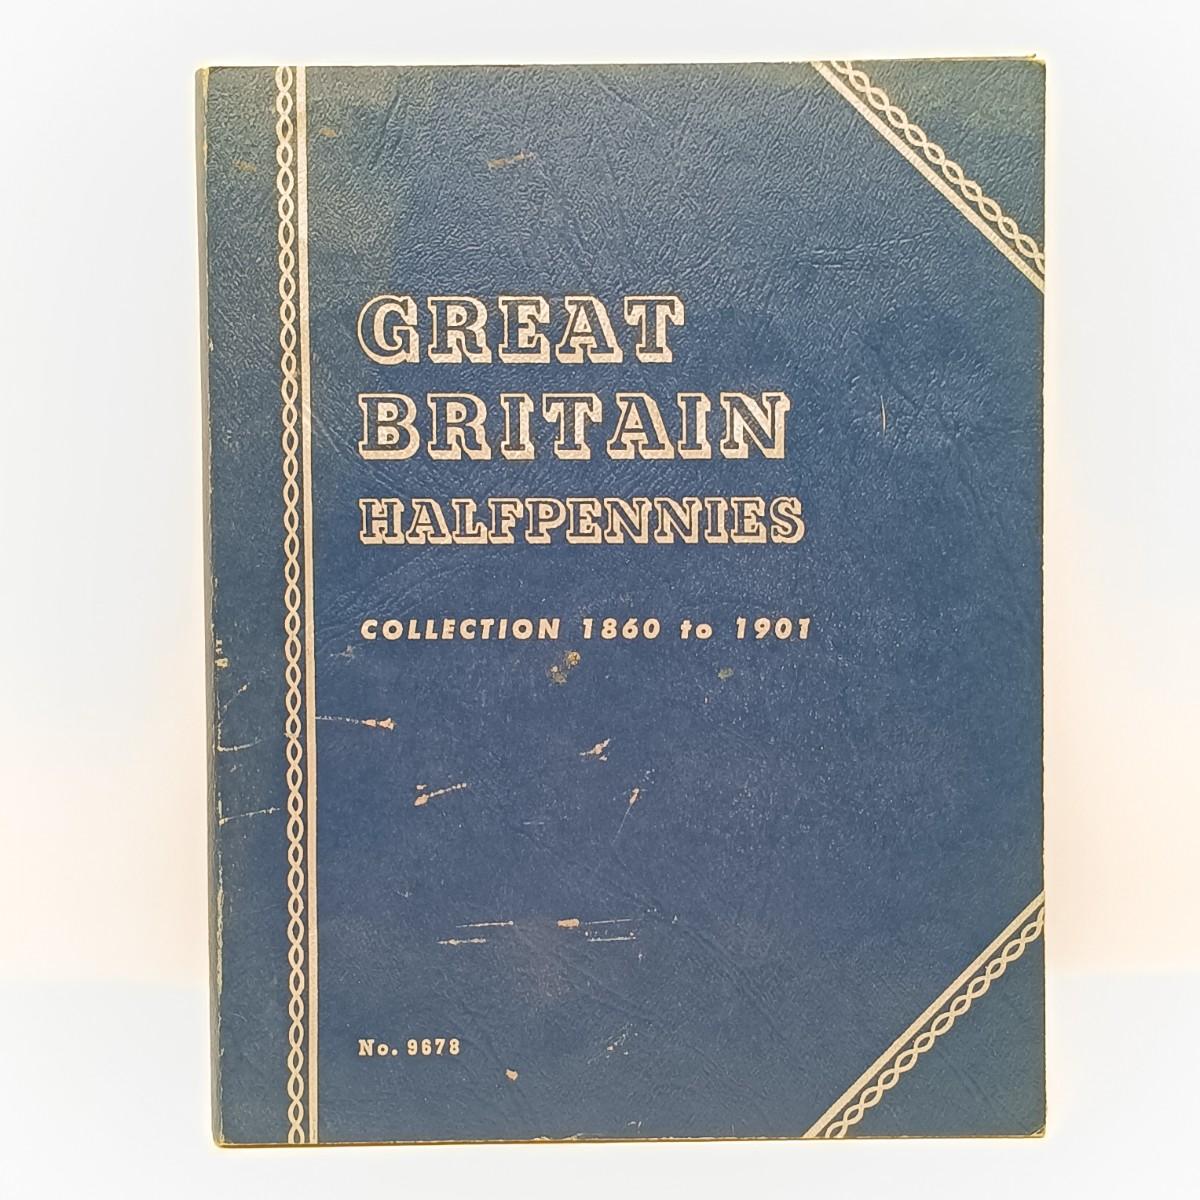 GREAT
BRITAIN
HALFPENNIES
COLLECTION 1860 to 1901
No. 9678